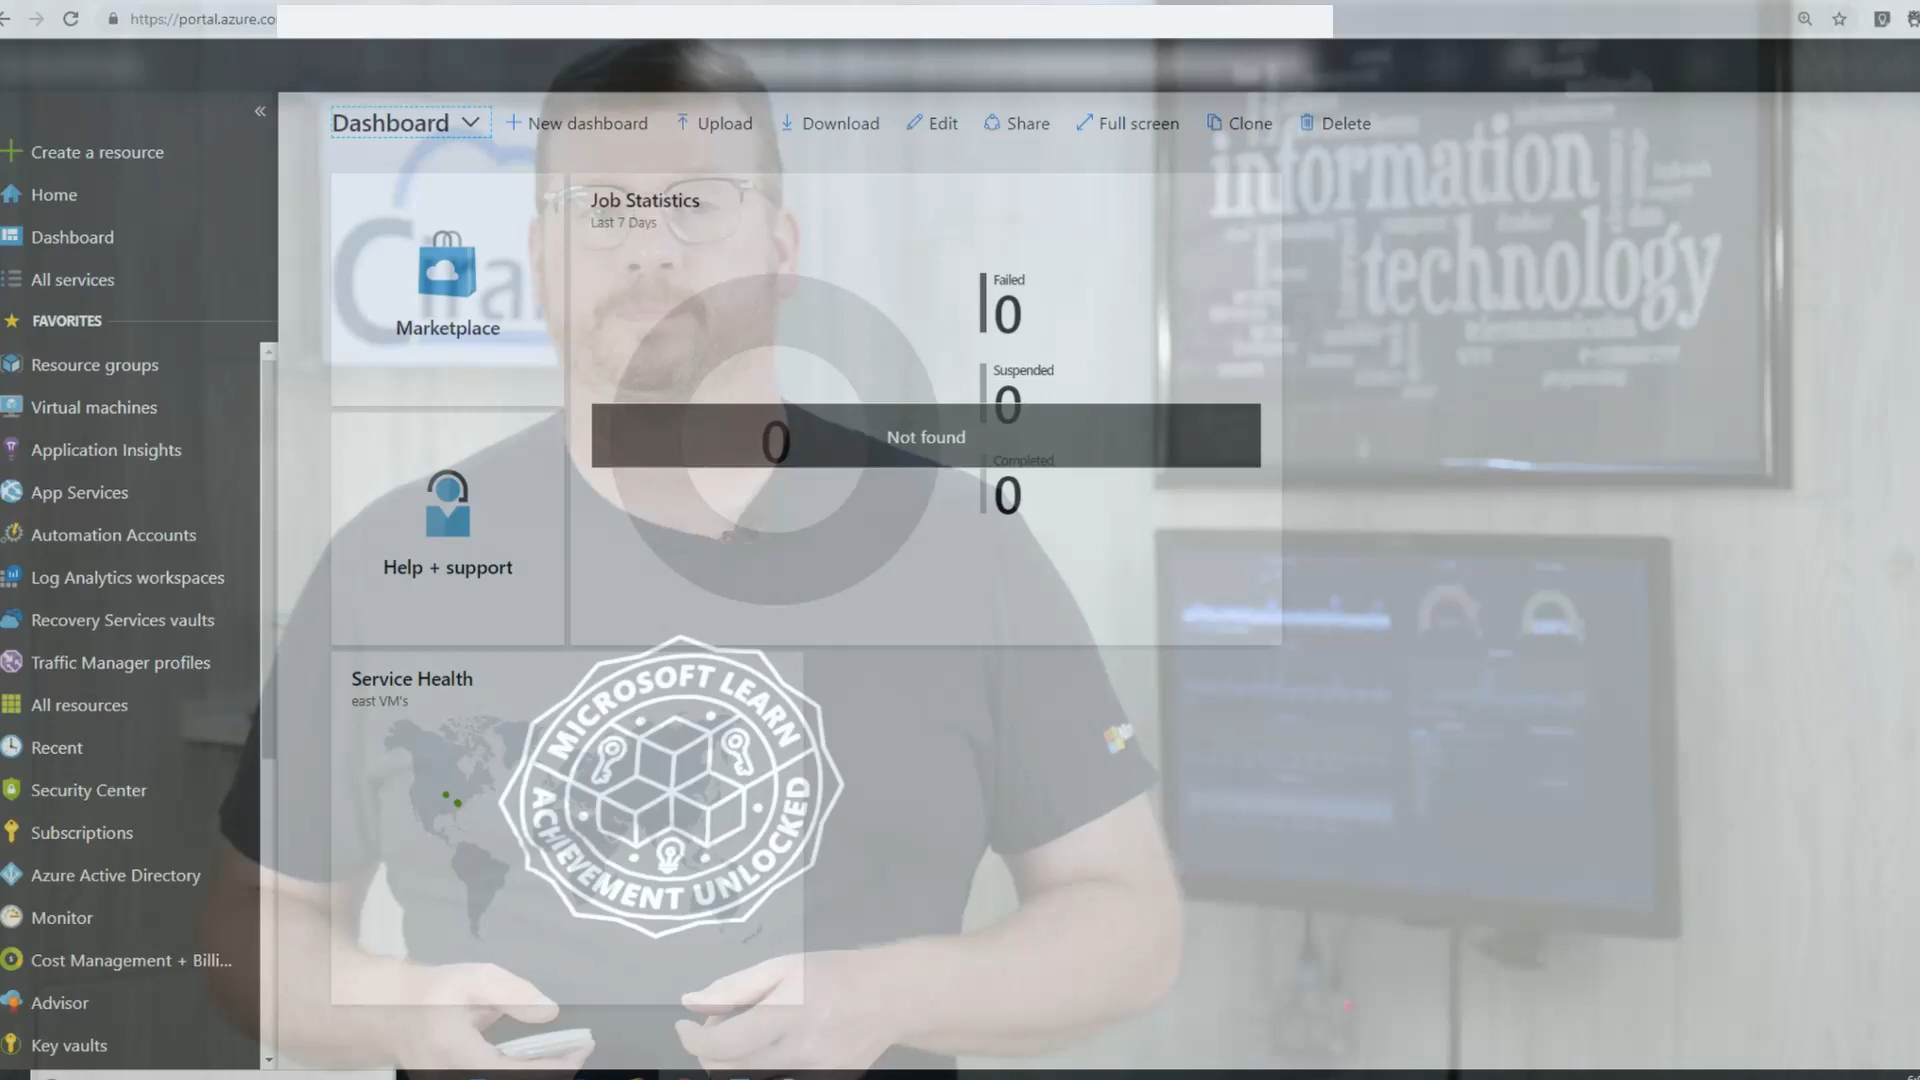 https://portal.azure.co
Dashboard
New dashboard
Upload
Download
Edit
Share
Full screen
Clone
Delete
Create a resource
Home
Dashboard
All services
FAVORITES
Resource groups
Virtual machines
Application Insights
App Services
Automation Accounts
Log Analytics workspaces
Recovery Services vaults
Traffic Manager profiles
All resources
Recent
Security Center
Subscriptions
Azure Active Directory
Monitor
Cost Management + Billi...
Advisor
Key vaults
Marketplace
Help + support
Job Statistics
Last 7 Days
Failed
0
Suspended
0
0
Not found
Completed
0
Service Health
east VM's
MICROSOFT LEARN
ACHIEVEMENT UNLOCKED
information
technology